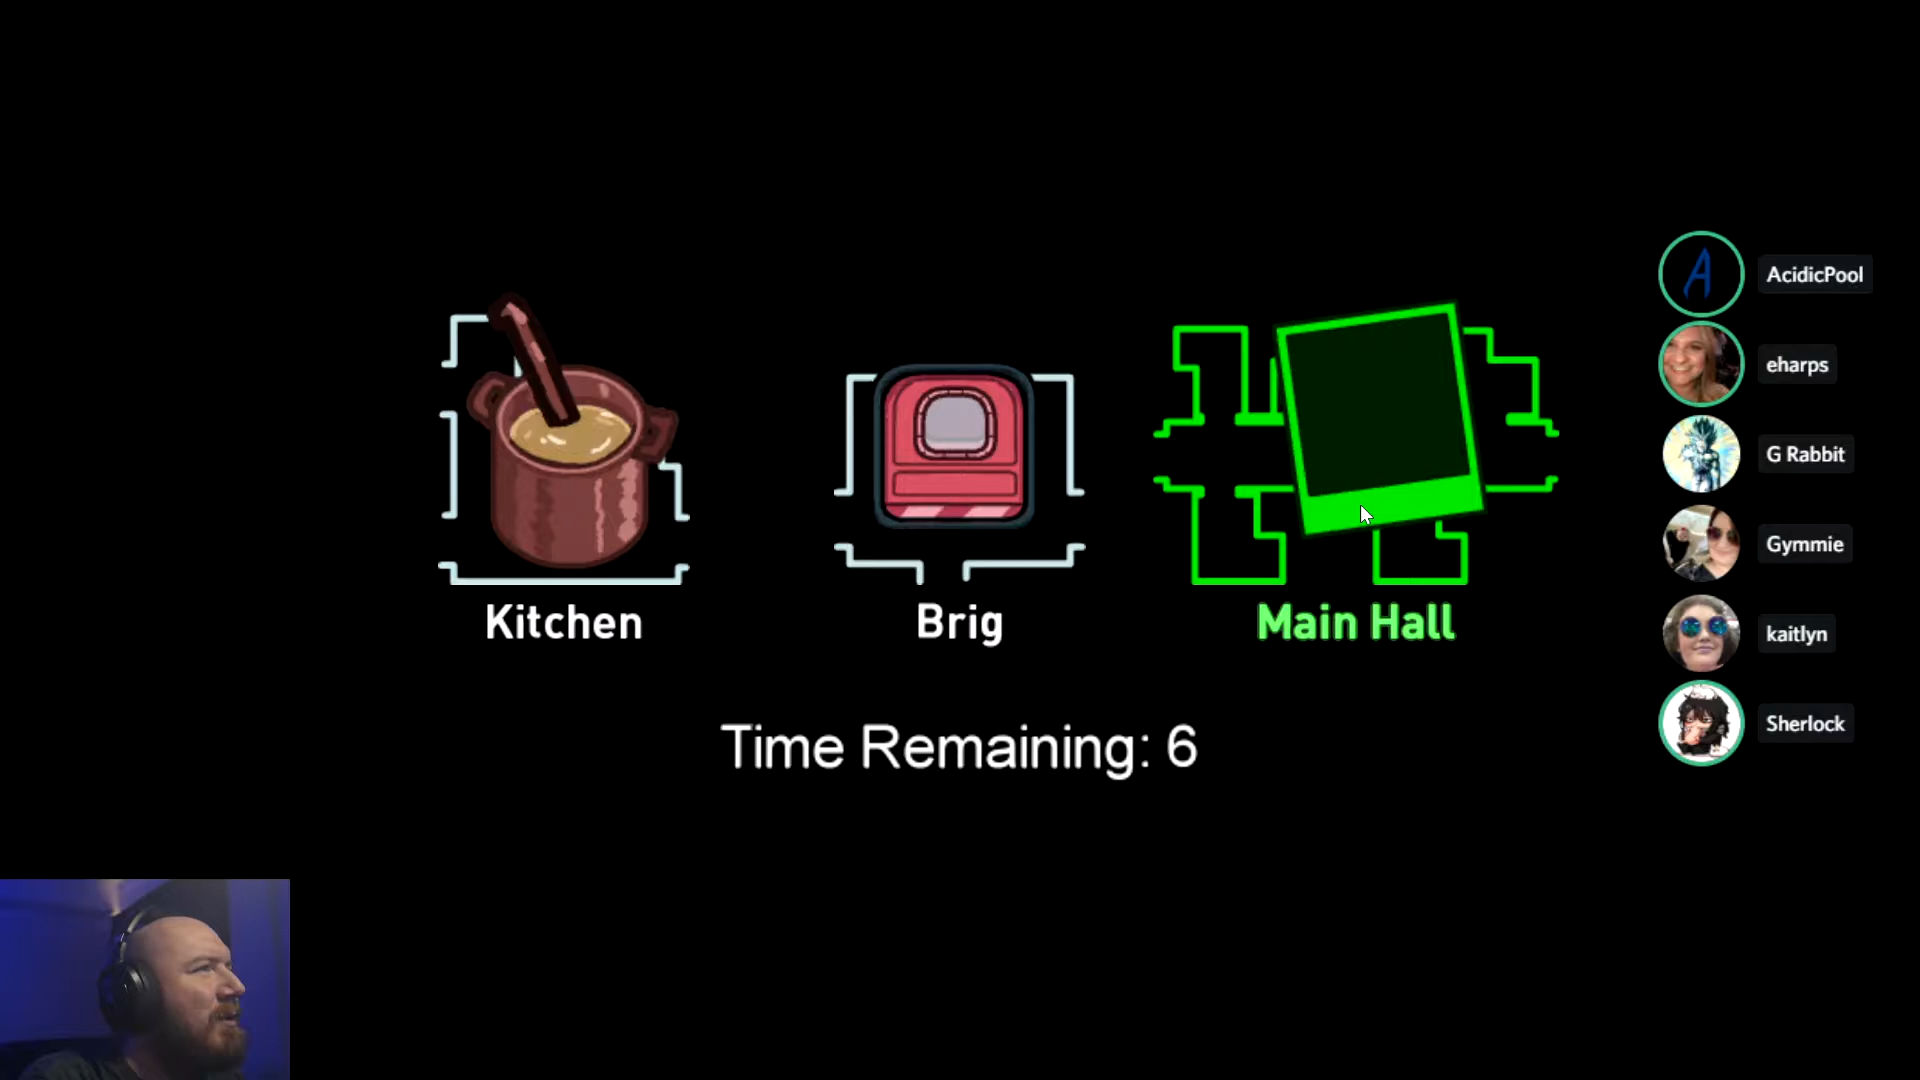 AcidicPool
eharps
G Rabbit
Gymmie
kaitlyn
Sherlock
Kitchen
Brig
Main Hall
Time Remaining: 6